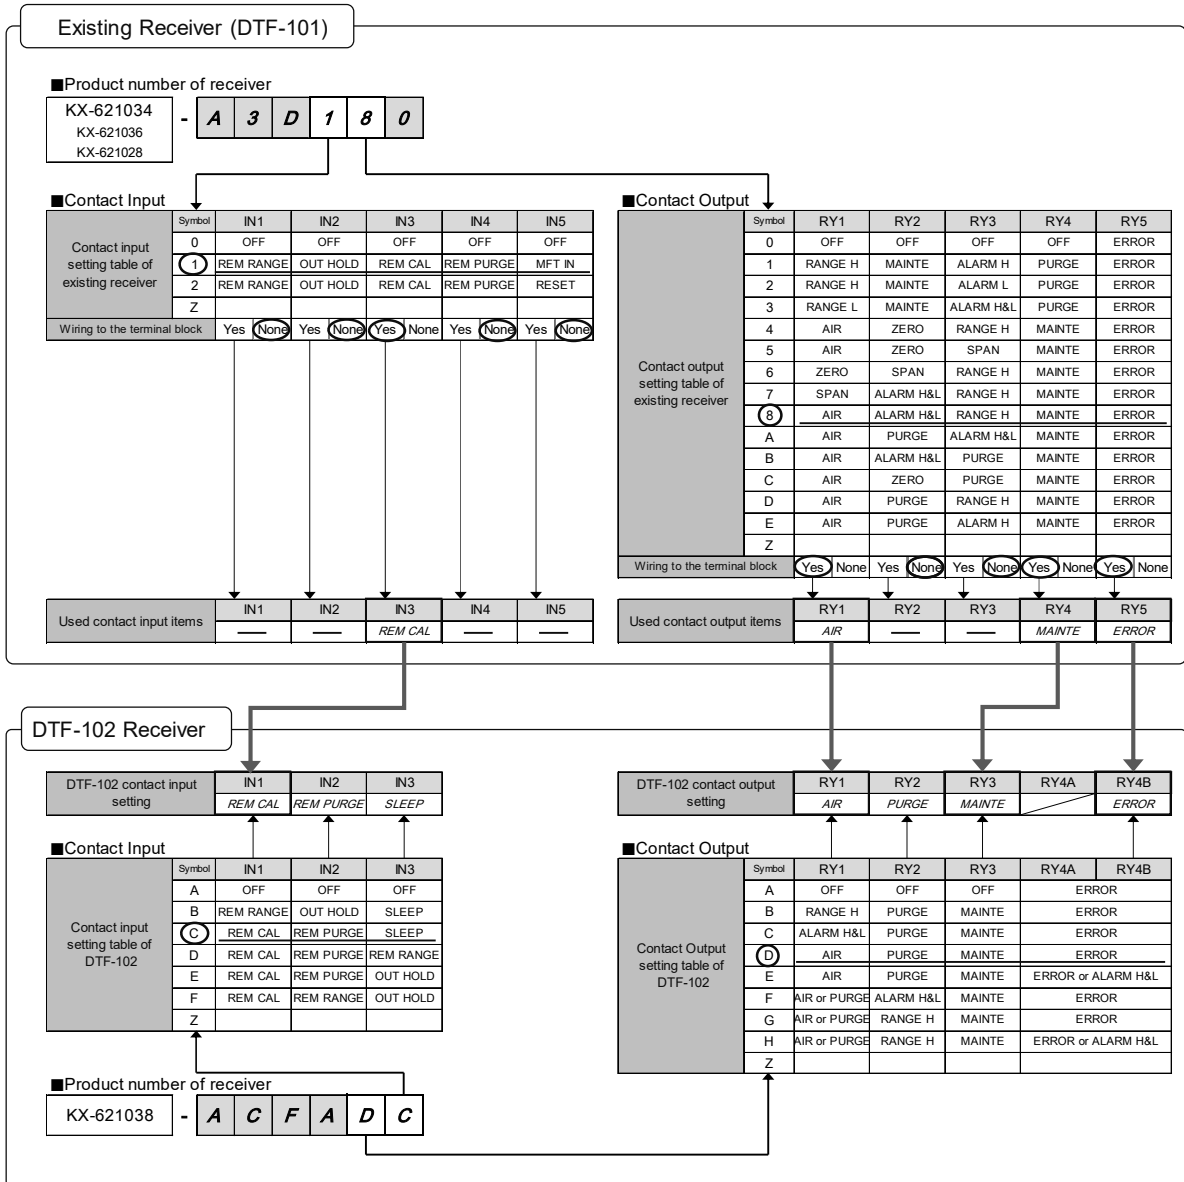 Existing Receiver (DTF-101)
■Product number of receiver
KX-621034
KX-621036
KX-621028
- A 3 D 1 8 0
■Contact Input
Contact input setting table of existing receiver
Symbol IN1 IN2 IN3 IN4 IN5
0 OFF OFF OFF OFF OFF
1 REM RANGE OUT HOLD REM CAL REM PURGE MFT IN
2 REM RANGE OUT HOLD REM CAL REM PURGE RESET
Z
Wiring to the terminal block Yes None Yes None Yes None Yes None Yes None
Used contact input items
IN1 IN2 IN3 IN4 IN5
— — REM CAL — —
■Contact Output
Contact output setting table of existing receiver
Symbol RY1 RY2 RY3 RY4 RY5
0 OFF OFF OFF OFF ERROR
1 RANGE H MAINTE ALARM H PURGE ERROR
2 RANGE H MAINTE ALARM L PURGE ERROR
3 RANGE L MAINTE ALARM H&L PURGE ERROR
4 AIR ZERO RANGE H MAINTE ERROR
5 AIR ZERO SPAN MAINTE ERROR
6 ZERO SPAN RANGE H MAINTE ERROR
7 SPAN ALARM H&L RANGE H MAINTE ERROR
8 AIR ALARM H&L RANGE H MAINTE ERROR
A AIR PURGE ALARM H&L MAINTE ERROR
B AIR ALARM H&L PURGE MAINTE ERROR
C AIR ZERO PURGE MAINTE ERROR
D AIR PURGE RANGE H MAINTE ERROR
E AIR PURGE ALARM H MAINTE ERROR
Z
Wiring to the terminal block Yes None Yes None Yes None Yes None Yes None
Used contact output items
RY1 RY2 RY3 RY4 RY5
AIR — — MAINTE ERROR
DTF-102 Receiver
DTF-102 contact input setting
IN1 IN2 IN3
REM CAL REM PURGE SLEEP
■Contact Input
Contact input setting table of DTF-102
Symbol IN1 IN2 IN3
A OFF OFF OFF
B REM RANGE OUT HOLD SLEEP
C REM CAL REM PURGE SLEEP
D REM CAL REM PURGE REM RANGE
E REM CAL REM PURGE OUT HOLD
F REM CAL REM RANGE OUT HOLD
Z
■Product number of receiver
KX-621038 - A C F A D C
DTF-102 contact output setting
RY1 RY2 RY3 RY4A RY4B
AIR PURGE MAINTE ERROR
■Contact Output
Contact Output setting table of DTF-102
Symbol RY1 RY2 RY3 RY4A RY4B
A OFF OFF OFF ERROR
B RANGE H PURGE MAINTE ERROR
C ALARM H&L PURGE MAINTE ERROR
D AIR PURGE MAINTE ERROR
E AIR PURGE MAINTE ERROR or ALARM H&L
F AIR or PURGE ALARM H&L MAINTE ERROR
G AIR or PURGE RANGE H MAINTE ERROR
H AIR or PURGE RANGE H MAINTE ERROR or ALARM H&L
Z